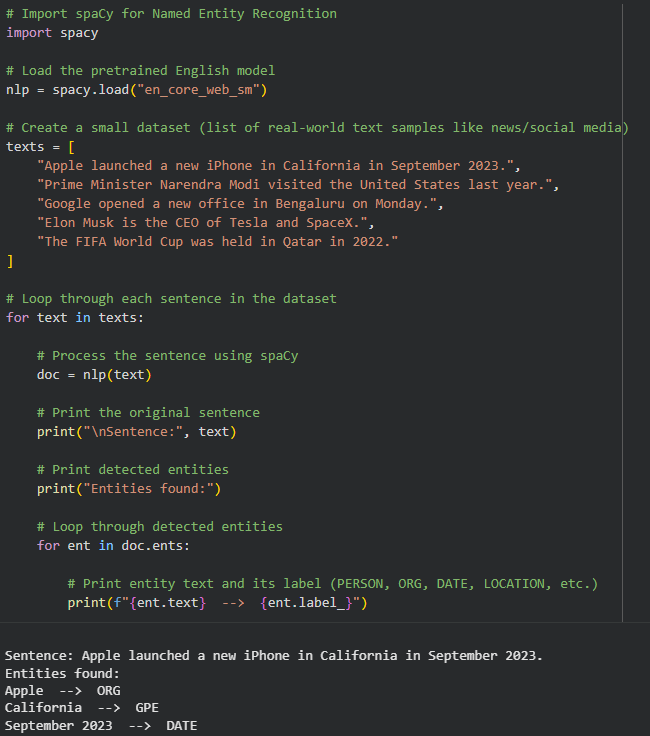 # Import spaCy for Named Entity Recognition
import spacy
# Load the pretrained English model
nlp = spacy.load("en_core_web_sm")
# Create a small dataset (list of real-world text samples like news/social media)
texts = [
    "Apple launched a new iPhone in California in September 2023.",
    "Prime Minister Narendra Modi visited the United States last year.",
    "Google opened a new office in Bengaluru on Monday.",
    "Elon Musk is the CEO of Tesla and SpaceX.",
    "The FIFA World Cup was held in Qatar in 2022."
]
# Loop through each sentence in the dataset
for text in texts:
    # Process the sentence using spaCy
    doc = nlp(text)
    # Print the original sentence
    print("\nSentence:", text)
    # Print detected entities
    print("Entities found:")
    # Loop through detected entities
    for ent in doc.ents:
        # Print entity text and its label (PERSON, ORG, DATE, LOCATION, etc.)
        print(f"{ent.text}  -->  {ent.label_}")
Sentence: Apple launched a new iPhone in California in September 2023.
Entities found:
Apple  -->  ORG
California  -->  GPE
September 2023  -->  DATE